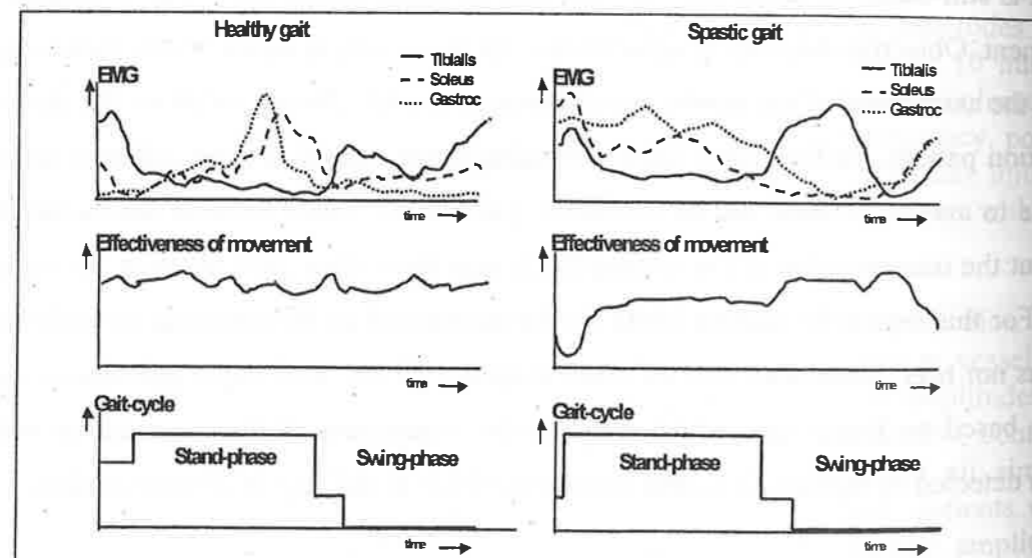 Healthy gait
EMG
Tibialis
Soleus
Gastroc
time
Effectiveness of movement
time
Gait-cycle
Stand-phase
Swing-phase
time
Spastic gait
EMG
Tibialis
Soleus
Gastroc
time
Effectiveness of movement
time
Gait-cycle
Stand-phase
Swing-phase
time